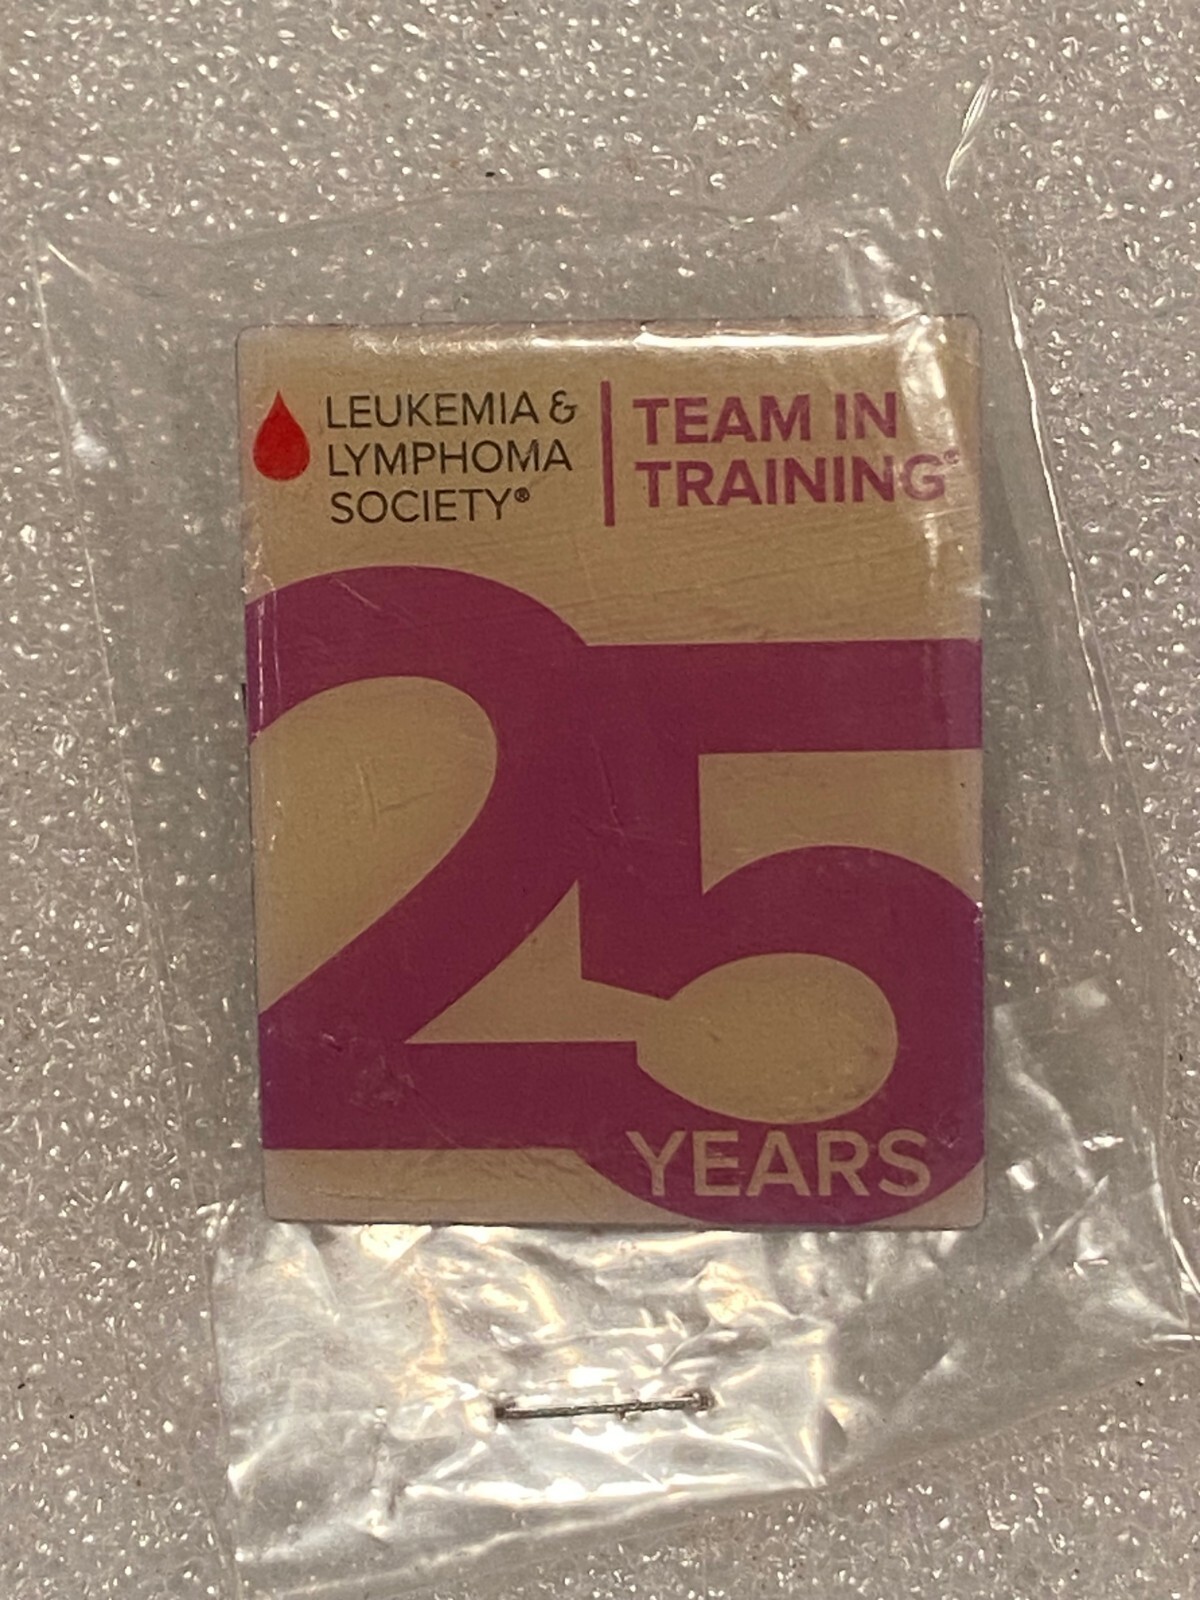 LEUKEMIA &
LYMPHOMA
SOCIETY®
TEAM IN
TRAINING®
25
YEARS